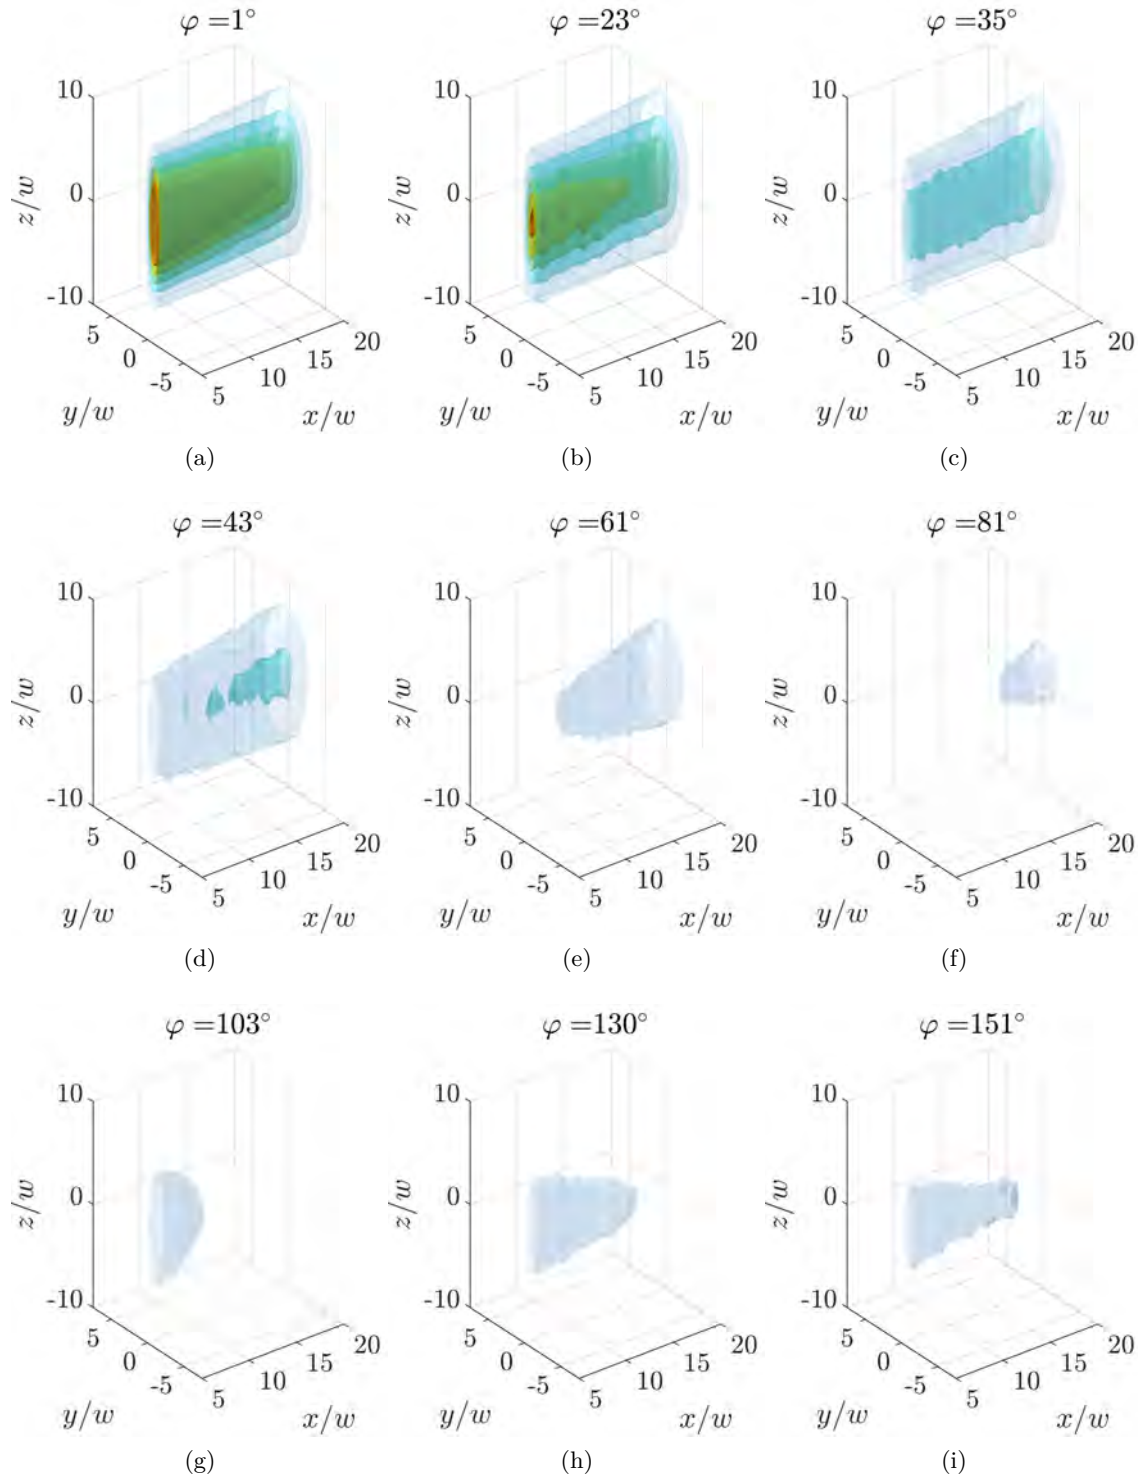 φ =1° φ =23° φ =35°
10 10 10
z/w 0 z/w 0 z/w 0
-10 -10 -10
5 20 5 20 5 20
0 15 0 15 0 15
-5 10 -5 10 -5 10
5 5 5
y/w x/w y/w x/w y/w x/w
(a) (b) (c)
φ =43° φ =61° φ =81°
10 10 10
z/w 0 z/w 0 z/w 0
-10 -10 -10
5 20 5 20 5 20
0 15 0 15 0 15
-5 10 -5 10 -5 10
5 5 5
y/w x/w y/w x/w y/w x/w
(d) (e) (f)
φ =103° φ =130° φ =151°
10 10 10
z/w 0 z/w 0 z/w 0
-10 -10 -10
5 20 5 20 5 20
0 15 0 15 0 15
-5 10 -5 10 -5 10
5 5 5
y/w x/w y/w x/w y/w x/w
(g) (h) (i)